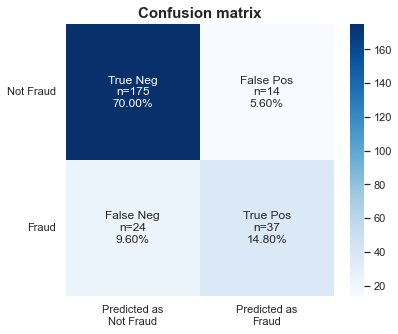 Confusion matrix
Not Fraud
True Neg
n=175
70.00%
False Pos
n=14
5.60%
Fraud
False Neg
n=24
9.60%
True Pos
n=37
14.80%
Predicted as
Not Fraud
Predicted as
Fraud
160
140
120
100
80
60
40
20